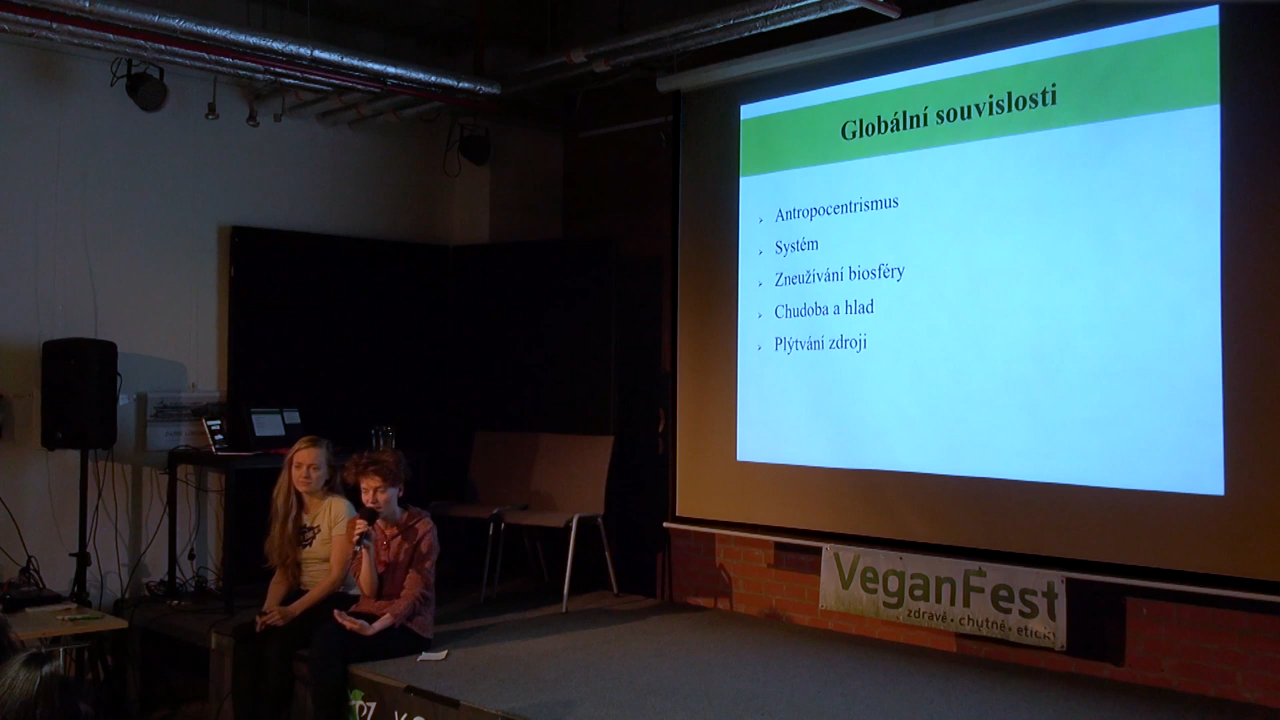 Globální souvislosti
Antropocentrismus
Systém
Zneužívání biosféry
Chudoba a hlad
Plýtvání zdroji
VeganFest
zdravě • chutně • eticky